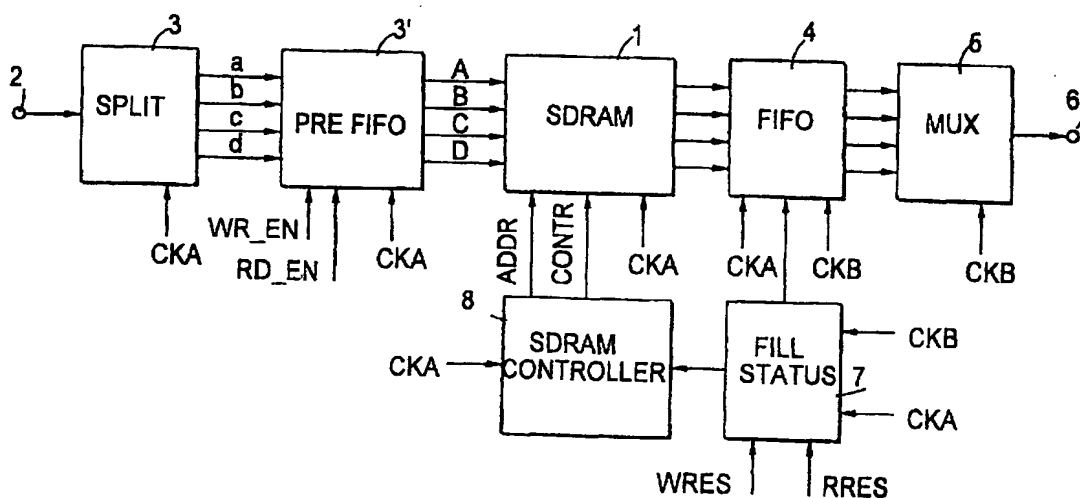 3
3'
1
4
5
2
a
A
6
SPLIT
b
PRE FIFO
B
SDRAM
FIFO
MUX
c
C
d
D
CKA
WR_EN
RD_EN
CKA
ADDR
CONTR
CKA
CKA
CKB
CKB
8
CKA
SDRAM
CONTROLLER
FILL
STATUS
7
CKB
CKA
WRES
RRES